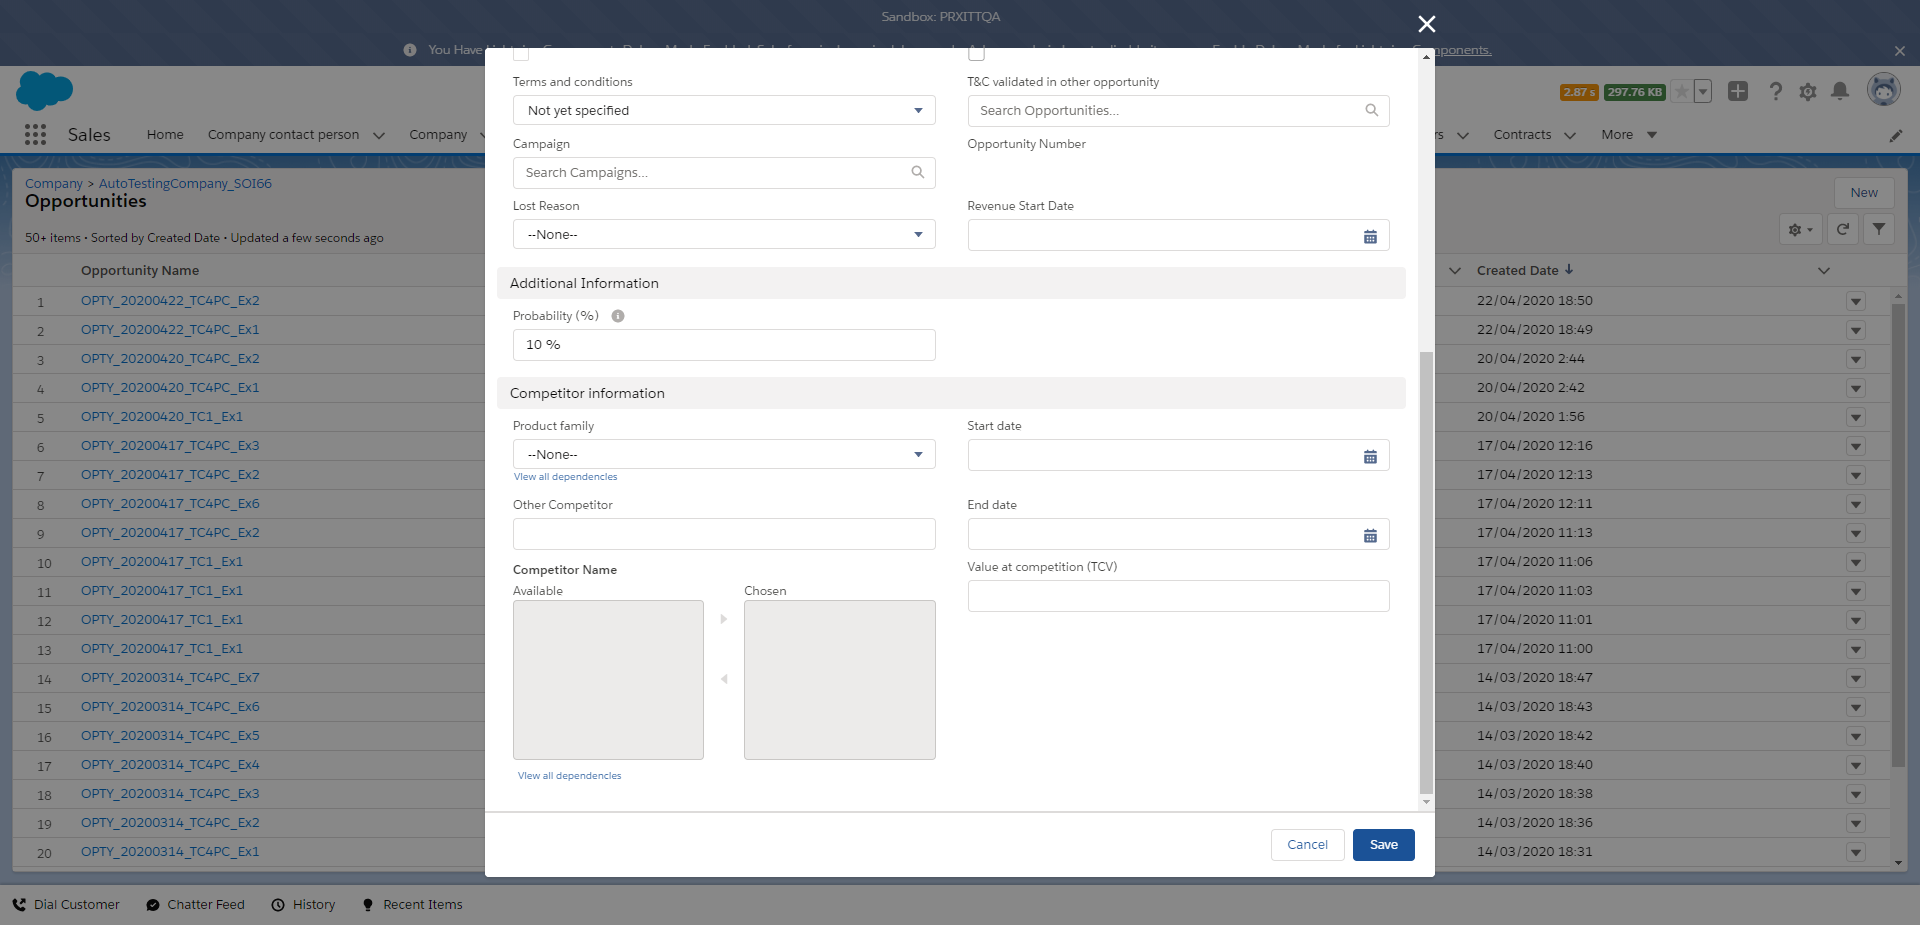 Sandbox: PRXITTQA
You Have
mponents.
2.87 s
297.76 KB
Sales
Home
Company contact person
Company
rs
Contracts
More
Company > AutoTestingCompany_SOI66
Opportunities
50+ items • Sorted by Created Date • Updated a few seconds ago
New
Opportunity Name
Created Date
1 OPTY_20200422_TC4PC_Ex2 22/04/2020 18:50
2 OPTY_20200422_TC4PC_Ex1 22/04/2020 18:49
3 OPTY_20200420_TC4PC_Ex2 20/04/2020 2:44
4 OPTY_20200420_TC4PC_Ex1 20/04/2020 2:42
5 OPTY_20200420_TC1_Ex1 20/04/2020 1:56
6 OPTY_20200417_TC4PC_Ex3 17/04/2020 12:16
7 OPTY_20200417_TC4PC_Ex2 17/04/2020 12:13
8 OPTY_20200417_TC4PC_Ex6 17/04/2020 12:11
9 OPTY_20200417_TC4PC_Ex2 17/04/2020 11:13
10 OPTY_20200417_TC1_Ex1 17/04/2020 11:06
11 OPTY_20200417_TC1_Ex1 17/04/2020 11:03
12 OPTY_20200417_TC1_Ex1 17/04/2020 11:01
13 OPTY_20200417_TC1_Ex1 17/04/2020 11:00
14 OPTY_20200314_TC4PC_Ex7 14/03/2020 18:47
15 OPTY_20200314_TC4PC_Ex6 14/03/2020 18:43
16 OPTY_20200314_TC4PC_Ex5 14/03/2020 18:42
17 OPTY_20200314_TC4PC_Ex4 14/03/2020 18:40
18 OPTY_20200314_TC4PC_Ex3 14/03/2020 18:38
19 OPTY_20200314_TC4PC_Ex2 14/03/2020 18:36
20 OPTY_20200314_TC4PC_Ex1 14/03/2020 18:31
Terms and conditions
Not yet specified
T&C validated in other opportunity
Search Opportunities...
Campaign
Search Campaigns...
Opportunity Number
Lost Reason
--None--
Revenue Start Date
Additional Information
Probability (%)
10 %
Competitor information
Product family
--None--
View all dependencies
Start date
Other Competitor
End date
Competitor Name
Available
Chosen
Value at competition (TCV)
View all dependencies
Cancel
Save
Dial Customer
Chatter Feed
History
Recent Items